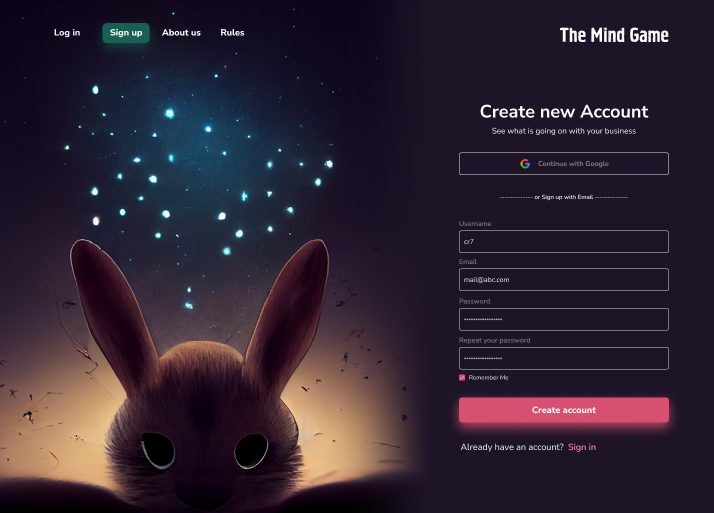 Log in
Sign up
About us
Rules
The Mind Game
Create new Account
See what is going on with your business
Continue with Google
------------- or Sign up with Email -------------
Username
cr7
Email
mail@abc.com
Password
*****************
Repeat your password
*****************
Remember Me
Create account
Already have an account? Sign in